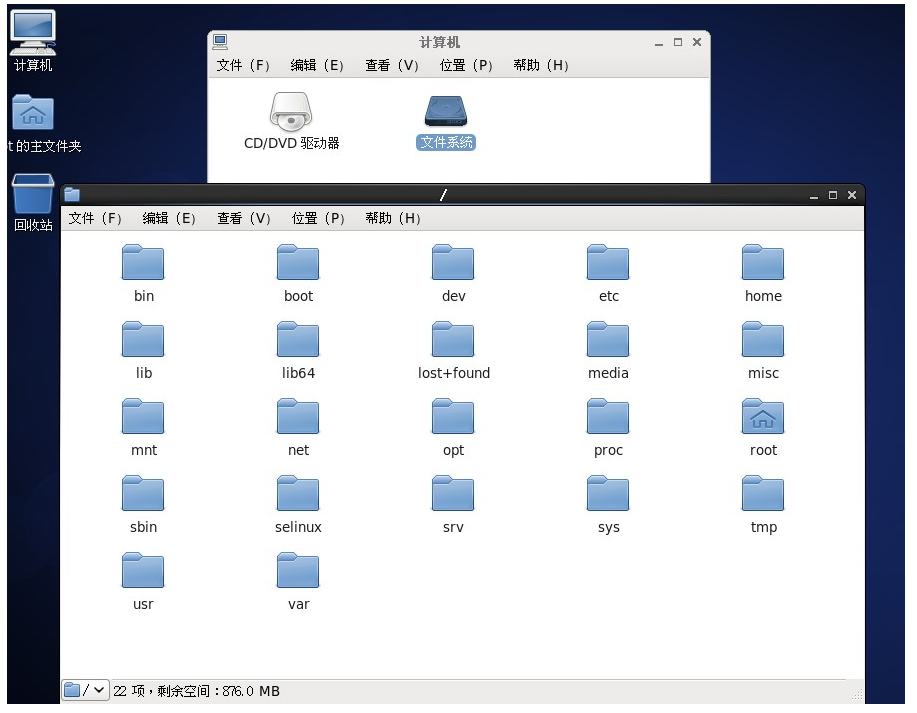 计算机
t 的主文件夹
回收站
计算机
文件（F） 编辑（E） 查看（V） 位置（P） 帮助（H）
CD/DVD 驱动器 文件系统
/
文件（F） 编辑（E） 查看（V） 位置（P） 帮助（H）
bin boot dev etc home
lib lib64 lost+found media misc
mnt net opt proc root
sbin selinux srv sys tmp
usr var
/ 22 项，剩余空间：876.0 MB